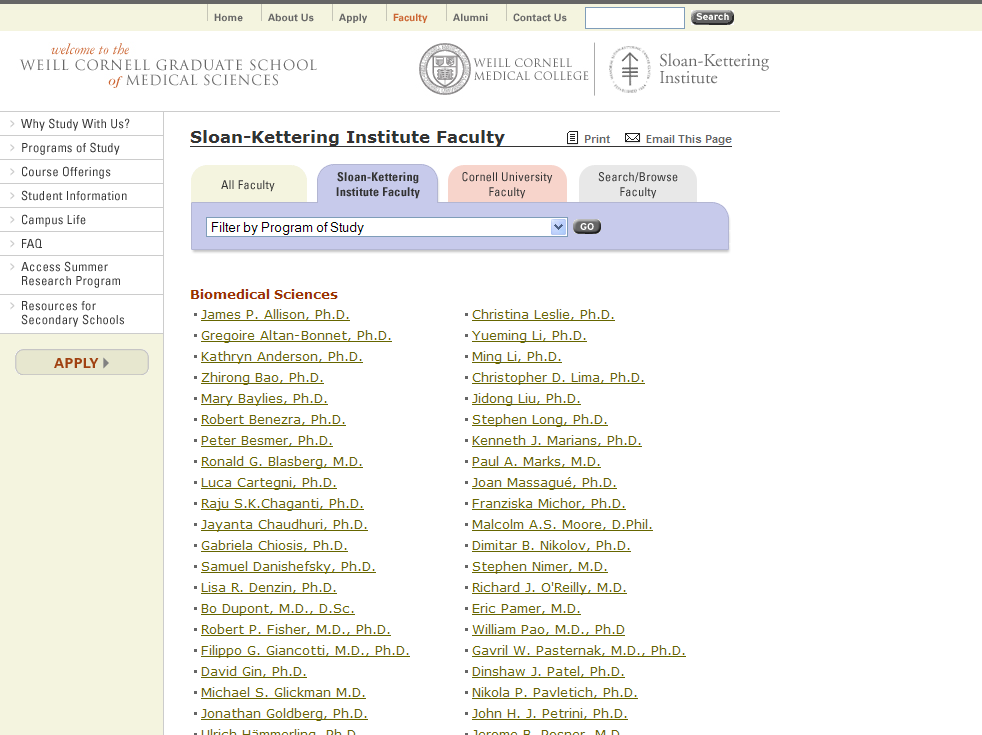 Home
About Us
Apply
Faculty
Alumni
Contact Us
Search
welcome to the
WEILL CORNELL GRADUATE SCHOOL
of MEDICAL SCIENCES
WEILL CORNELL
MEDICAL COLLEGE
Sloan-Kettering
Institute
Why Study With Us?
Programs of Study
Course Offerings
Student Information
Campus Life
FAQ
Access Summer
Research Program
Resources for
Secondary Schools
APPLY
Sloan-Kettering Institute Faculty
Print
Email This Page
All Faculty
Sloan-Kettering
Institute Faculty
Cornell University
Faculty
Search/Browse
Faculty
Filter by Program of Study
GO
Biomedical Sciences
James P. Allison, Ph.D.
Gregoire Altan-Bonnet, Ph.D.
Kathryn Anderson, Ph.D.
Zhirong Bao, Ph.D.
Mary Baylies, Ph.D.
Robert Benezra, Ph.D.
Peter Besmer, Ph.D.
Ronald G. Blasberg, M.D.
Luca Cartegni, Ph.D.
Raju S.K.Chaganti, Ph.D.
Jayanta Chaudhuri, Ph.D.
Gabriela Chiosis, Ph.D.
Samuel Danishefsky, Ph.D.
Lisa R. Denzin, Ph.D.
Bo Dupont, M.D., D.Sc.
Robert P. Fisher, M.D., Ph.D.
Filippo G. Giancotti, M.D., Ph.D.
David Gin, Ph.D.
Michael S. Glickman M.D.
Jonathan Goldberg, Ph.D.
Ulrich Hämmerling, Ph.D.
Christina Leslie, Ph.D.
Yueming Li, Ph.D.
Ming Li, Ph.D.
Christopher D. Lima, Ph.D.
Jidong Liu, Ph.D.
Stephen Long, Ph.D.
Kenneth J. Marians, Ph.D.
Paul A. Marks, M.D.
Joan Massagué, Ph.D.
Franziska Michor, Ph.D.
Malcolm A.S. Moore, D.Phil.
Dimitar B. Nikolov, Ph.D.
Stephen Nimer, M.D.
Richard J. O'Reilly, M.D.
Eric Pamer, M.D.
William Pao, M.D., Ph.D
Gavril W. Pasternak, M.D., Ph.D.
Dinshaw J. Patel, Ph.D.
Nikola P. Pavletich, Ph.D.
John H. J. Petrini, Ph.D.
Jerome B. Posner, M.D.